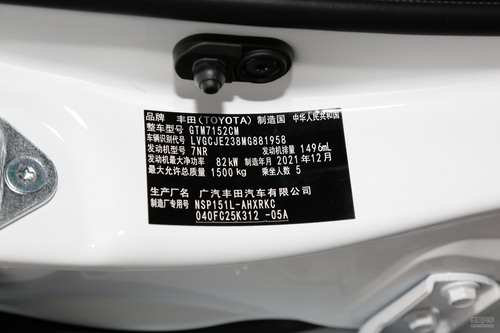 品牌 丰田(TOYOTA) 制造国 中华人民共和国
整车型号 GTM7152CM
车辆识别代号 LVGCJE238MG881958
发动机型号 7NR 发动机排量 1496mL
发动机最大净功率 82kW 制造年月 2021年12月
最大允许总质量 1500kg 乘坐人数 5
生产厂名 广汽丰田汽车有限公司
制造厂专用号 NSP151L-AHXRKC
040FC25K312 -05A